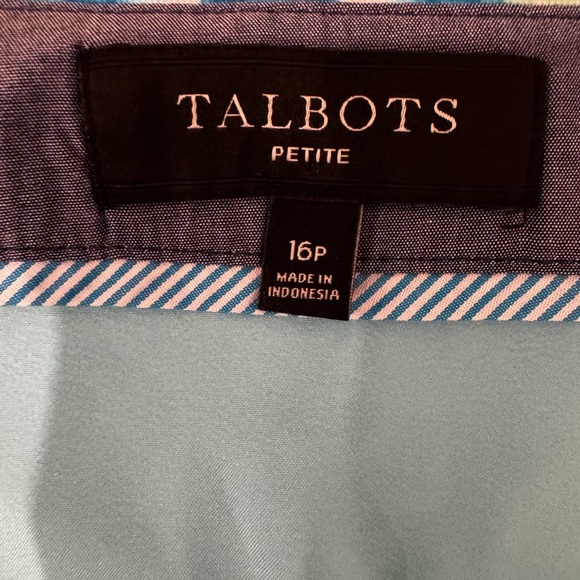 TALBOTS
PETITE
16P
MADE IN
INDONESIA